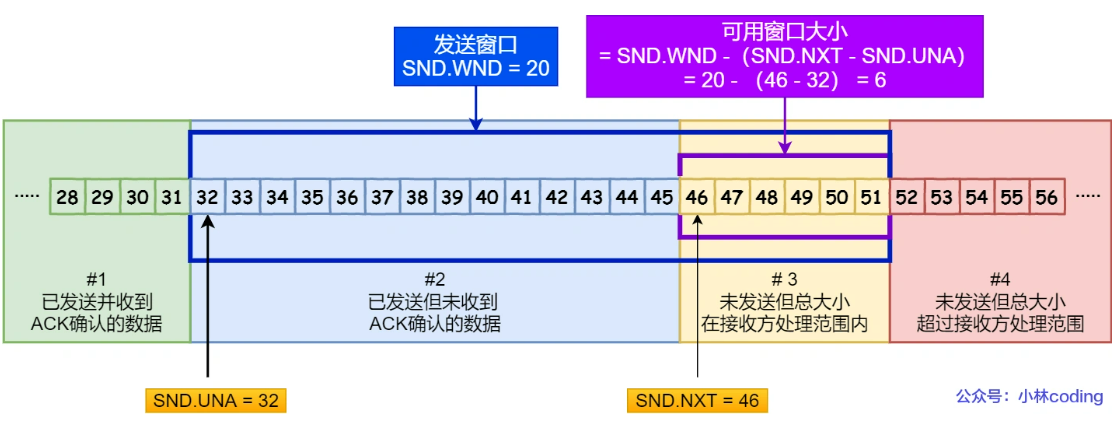 发送窗口
SND.WND = 20
可用窗口大小
= SND.WND -（SND.NXT - SND.UNA）
= 20 - （46 - 32） = 6
····· 28 29 30 31 32 33 34 35 36 37 38 39 40 41 42 43 44 45 46 47 48 49 50 51 52 53 54 55 56 ·····
#1
已发送并收到
ACK确认的数据
#2
已发送但未收到
ACK确认的数据
# 3
未发送但总大小
在接收方处理范围内
#4
未发送但总大小
超过接收方处理范围
SND.UNA = 32
SND.NXT = 46
公众号：小林coding